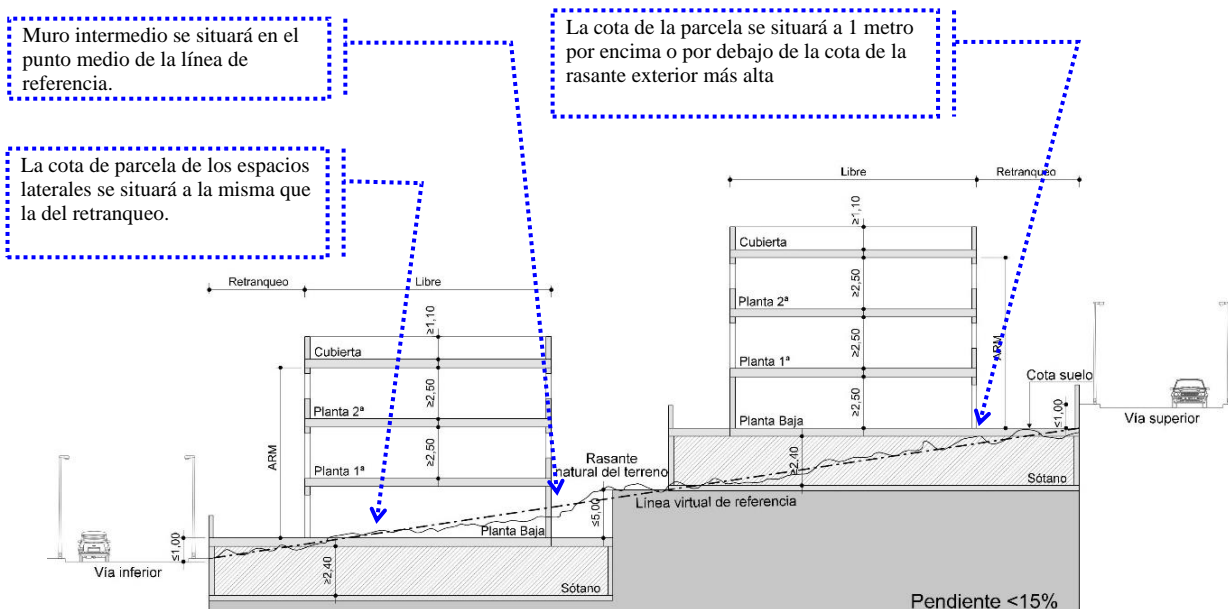 Muro intermedio se situará en el
punto medio de la línea de
referencia.
La cota de la parcela se situará a 1 metro
por encima o por debajo de la cota de la
rasante exterior más alta
La cota de parcela de los espacios
laterales se situará a la misma que
la del retranqueo.
Libre
Retranqueo
≥1,10
Cubierta
≥2,50
Planta 2ª
≥2,50
Planta 1ª
≥2,50
Planta Baja
ARM
Cota suelo
≤1,00
Vía superior
≥2,40
Sótano
Retranqueo
Libre
≥1,10
Cubierta
≥2,50
Planta 2ª
≥2,50
Planta 1ª
ARM
Planta Baja
Rasante
natural del terreno
≤5,00
Línea virtual de referencia
≤1,00
Vía inferior
≥2,40
Sótano
Pendiente <15%